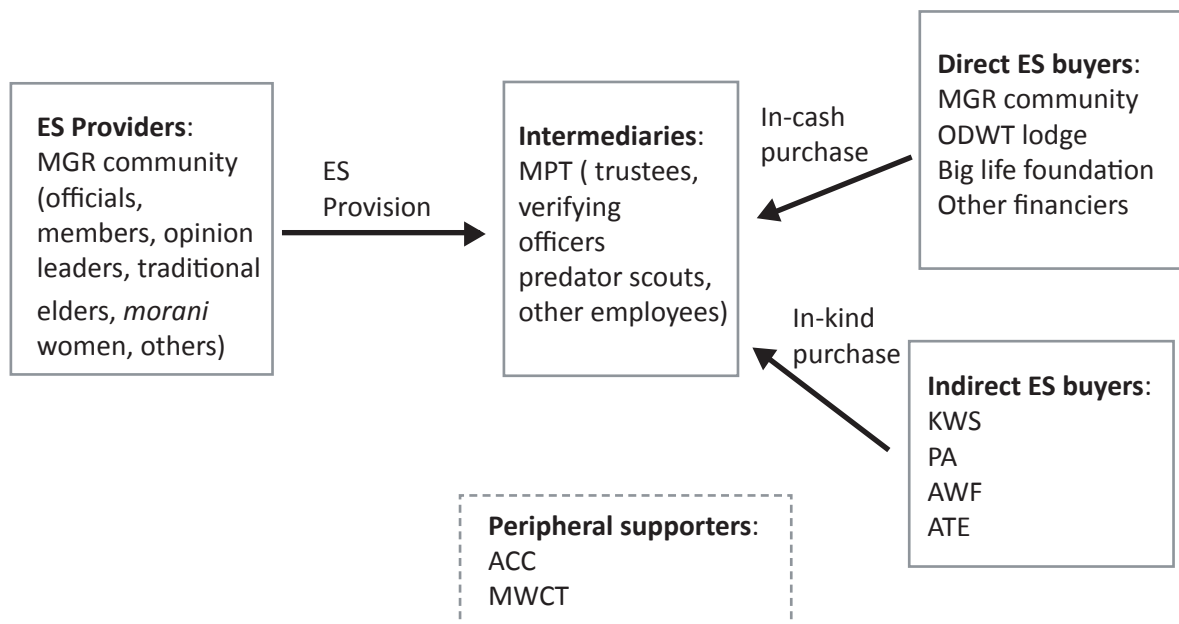 ES Providers:
MGR community
(officials,
members, opinion
leaders, traditional
elders, morani
women, others)
ES
Provision
Intermediaries:
MPT ( trustees,
verifying
officers
predator scouts,
other employees)
In-cash
purchase
Direct ES buyers:
MGR community
ODWT lodge
Big life foundation
Other financiers
In-kind
purchase
Indirect ES buyers:
KWS
PA
AWF
ATE
Peripheral supporters:
ACC
MWCT